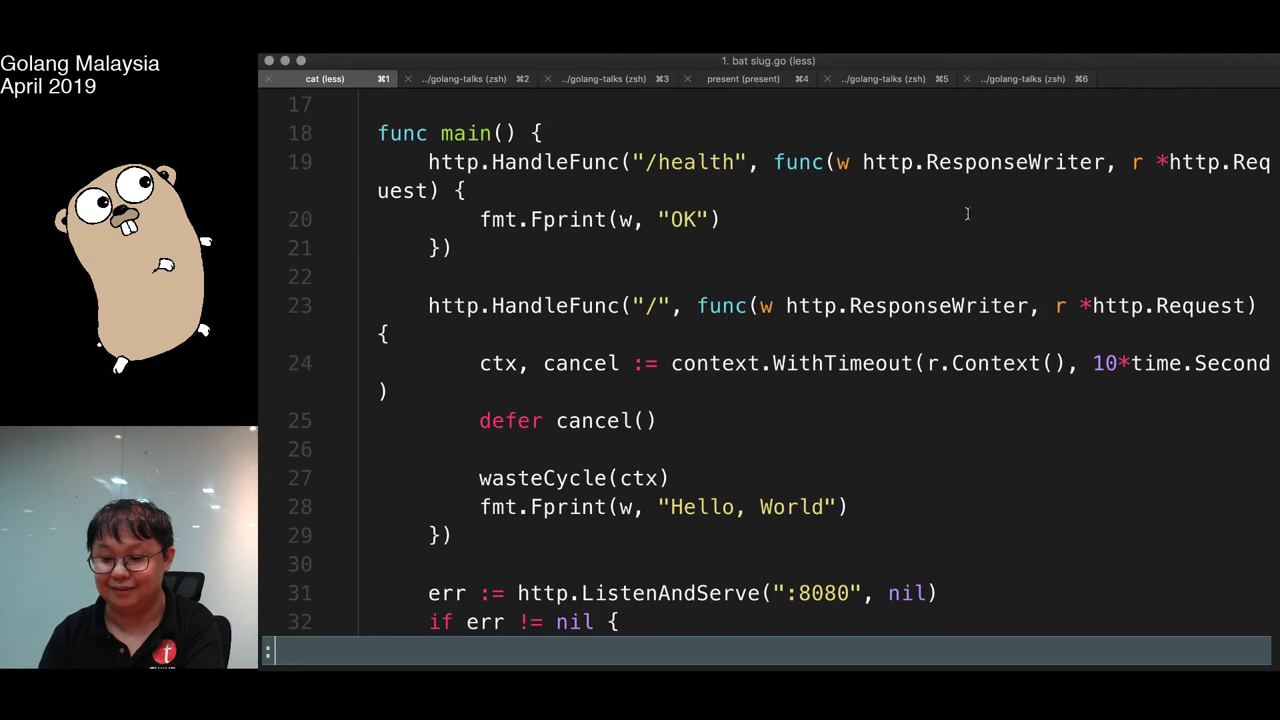 Golang Malaysia
April 2019
1. bat slug.go (less)
cat (less) ⌘1
../golang-talks (zsh) ⌘2
../golang-talks (zsh) ⌘3
present (present) ⌘4
../golang-talks (zsh) ⌘5
../golang-talks (zsh) ⌘6
17
18 func main() {
19 http.HandleFunc("/health", func(w http.ResponseWriter, r *http.Req
uest) {
20 fmt.Fprint(w, "OK")
21 })
22
23 http.HandleFunc("/", func(w http.ResponseWriter, r *http.Request)
{
24 ctx, cancel := context.WithTimeout(r.Context(), 10*time.Second
)
25 defer cancel()
26
27 wasteCycle(ctx)
28 fmt.Fprint(w, "Hello, World")
29 })
30
31 err := http.ListenAndServe(":8080", nil)
32 if err != nil {
:
t